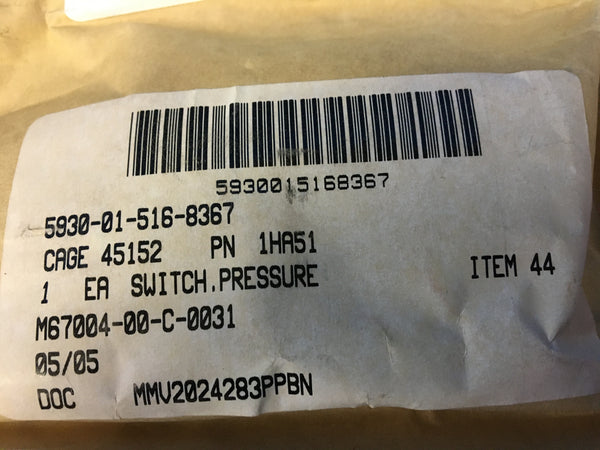 5930015168367
5930-01-516-8367
CAGE 45152 PN 1HA51
1 EA SWITCH,PRESSURE ITEM 44
M67004-00-C-0031
05/05
DOC MMV2024283PPBN